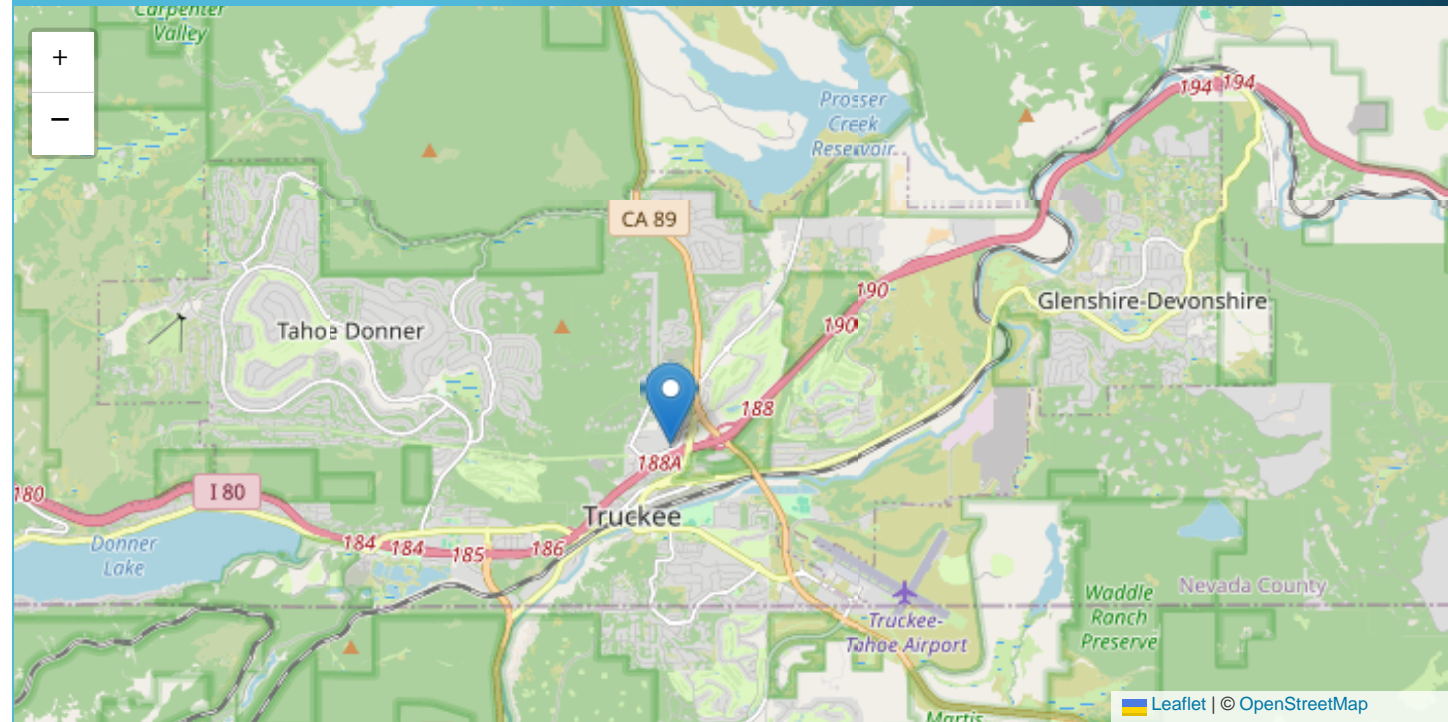 Carpenter
Valley
+
−
Prosser
Creek
Reservoir
194
194
CA 89
190
Glenshire-Devonshire
190
Tahoe Donner
188
188A
180
I 80
Truckee
184
184
185
186
Donner
Lake
Nevada County
Waddle
Ranch
Preserve
Truckee-
Tahoe Airport
Martis
Leaflet | © OpenStreetMap